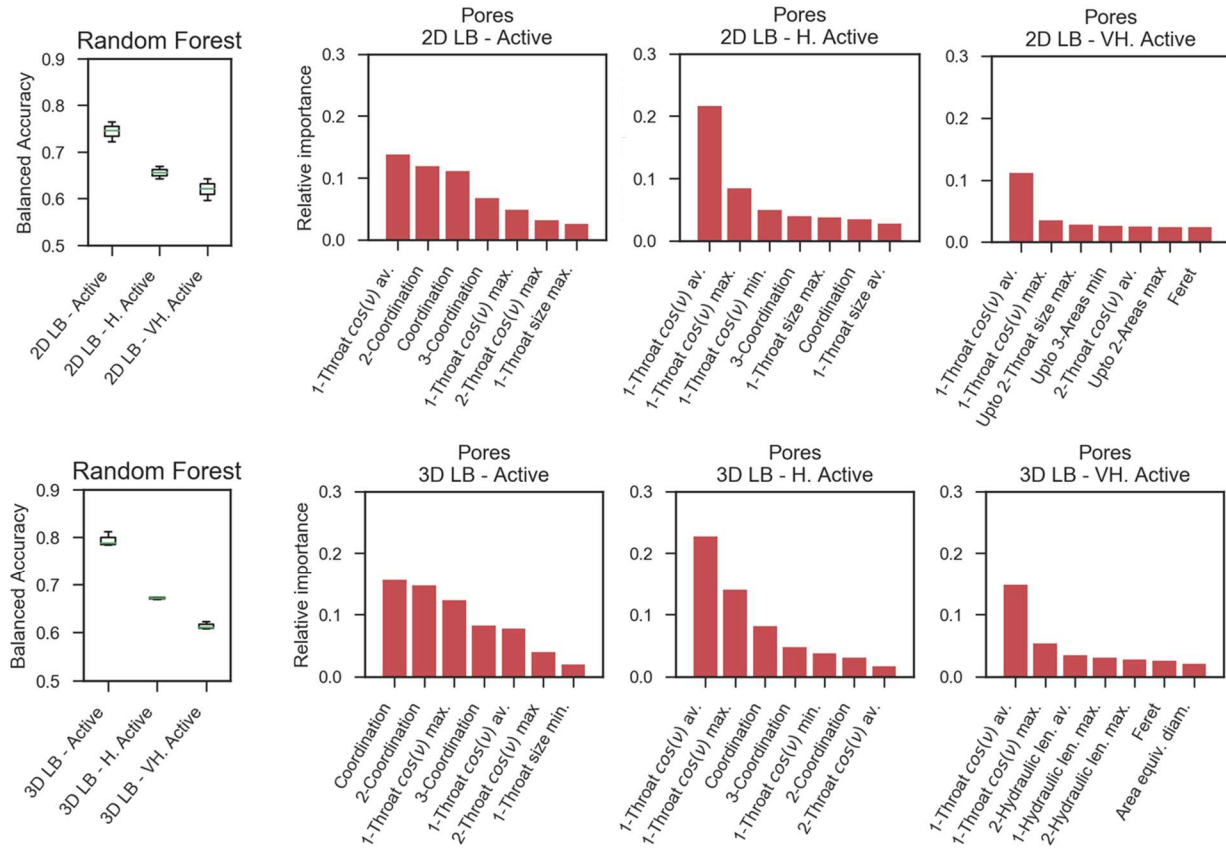 Random Forest
Balanced Accuracy
0.9
0.8
0.7
0.6
0.5
2D LB - Active
2D LB - H. Active
2D LB - VH. Active
Pores
2D LB - Active
Relative importance
0.3
0.2
0.1
0.0
1-Throat cos(ν) av.
2-Coordination
Coordination
3-Coordination
1-Throat cos(ν) max.
2-Throat cos(ν) max
1-Throat size max.
Pores
2D LB - H. Active
0.3
0.2
0.1
0.0
1-Throat cos(ν) av.
1-Throat cos(ν) max.
1-Throat cos(ν) min.
3-Coordination
1-Throat size max.
Coordination
1-Throat size av.
Pores
2D LB - VH. Active
0.3
0.2
0.1
0.0
1-Throat cos(ν) av.
1-Throat cos(ν) max.
Upto 2-Throat size max.
Upto 3-Areas min
2-Throat cos(ν) av.
Upto 2-Areas max
Feret
Random Forest
Balanced Accuracy
0.9
0.8
0.7
0.6
0.5
3D LB - Active
3D LB - H. Active
3D LB - VH. Active
Pores
3D LB - Active
Relative importance
0.3
0.2
0.1
0.0
Coordination
2-Coordination
1-Throat cos(ν) max.
3-Coordination
1-Throat cos(ν) av.
2-Throat cos(ν) max
1-Throat size min.
Pores
3D LB - H. Active
0.3
0.2
0.1
0.0
1-Throat cos(ν) av.
1-Throat cos(ν) max.
Coordination
3-Coordination
1-Throat cos(ν) min.
2-Coordination
2-Throat cos(ν) av.
Pores
3D LB - VH. Active
0.3
0.2
0.1
0.0
1-Throat cos(ν) av.
1-Throat cos(ν) max.
2-Hydraulic len. av.
1-Hydraulic len. max.
2-Hydraulic len. max.
Feret
Area equiv. diam.